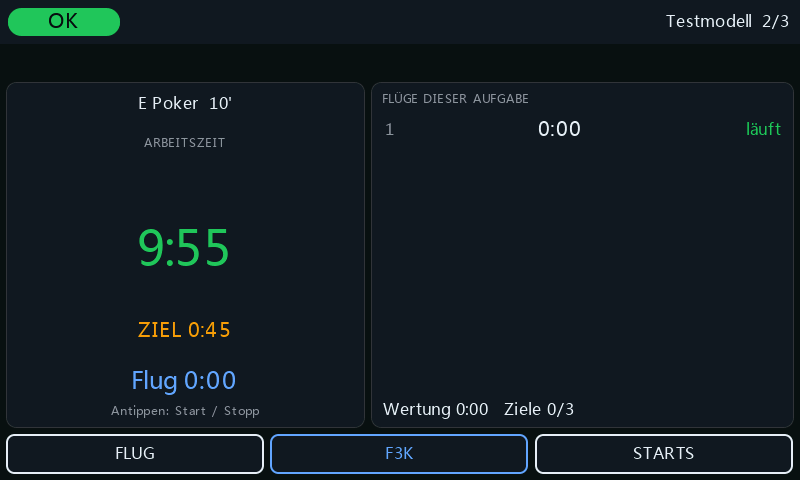 OK
Testmodell 2/3
E Poker 10'
ARBEITSZEIT
9:55
ZIEL 0:45
Flug 0:00
Antippen: Start / Stopp
FLÜGE DIESER AUFGABE
1 0:00 läuft
Wertung 0:00 Ziele 0/3
FLUG
F3K
STARTS